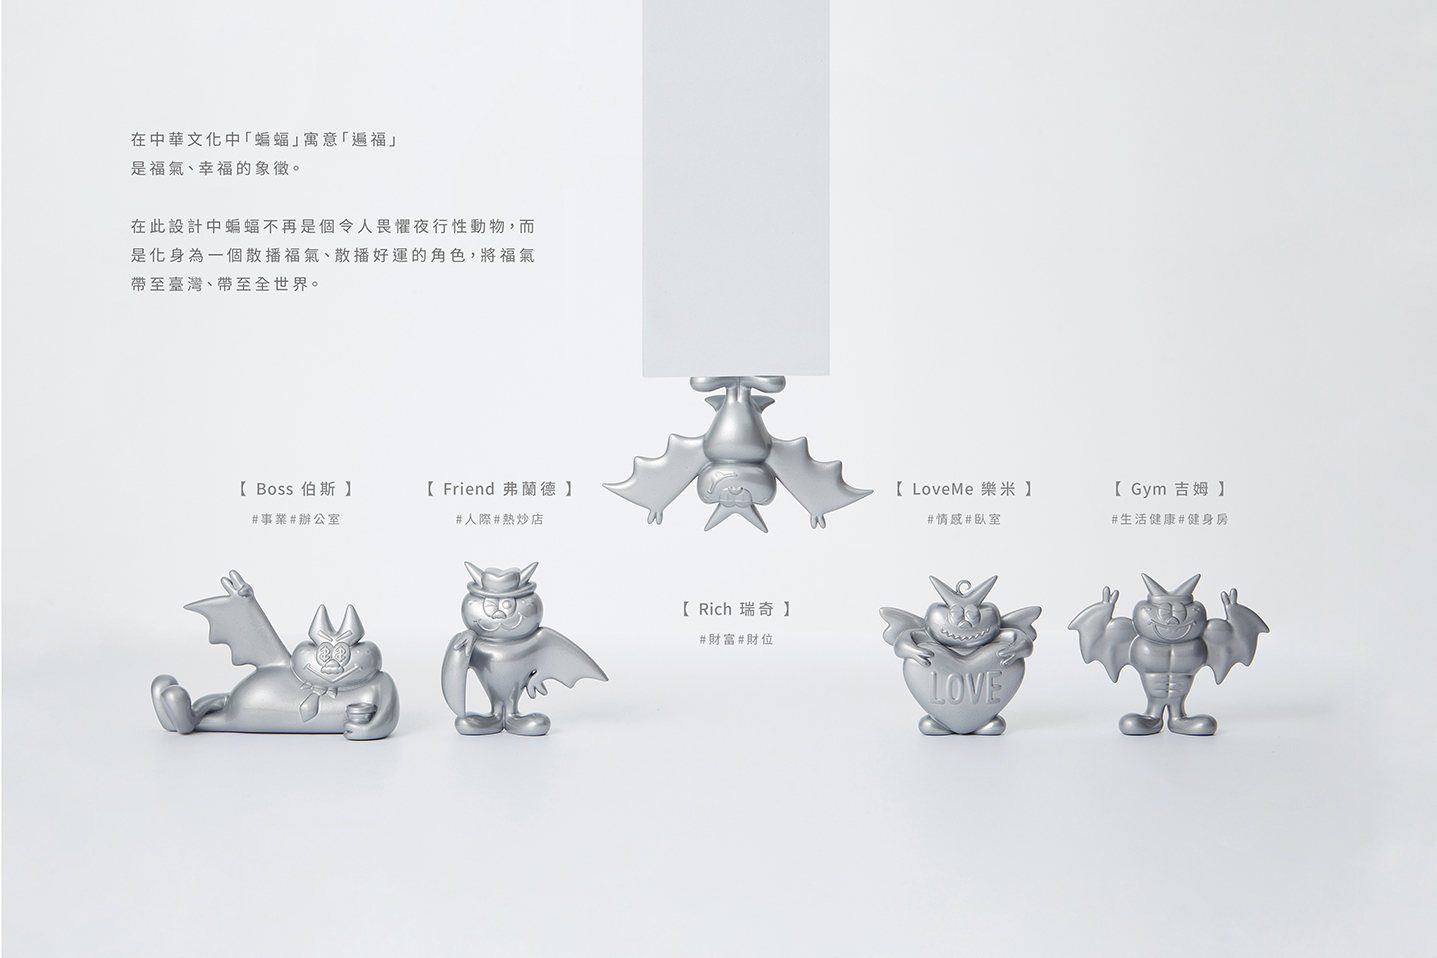 在中華文化中「蝙蝠」寓意「遍福」
是福氣、幸福的象徵。
在此設計中蝙蝠不再是個令人畏懼夜行性動物，而
是化身為一個散播福氣、散播好運的角色，將福氣
帶至臺灣、帶至全世界。
【 Boss 伯斯 】
#事業#辦公室
【 Friend 弗蘭德 】
#人際#熱炒店
【 Rich 瑞奇 】
#財富#財位
【 LoveMe 樂米 】
#情感#臥室
【 Gym 吉姆 】
#生活健康#健身房
LOVE